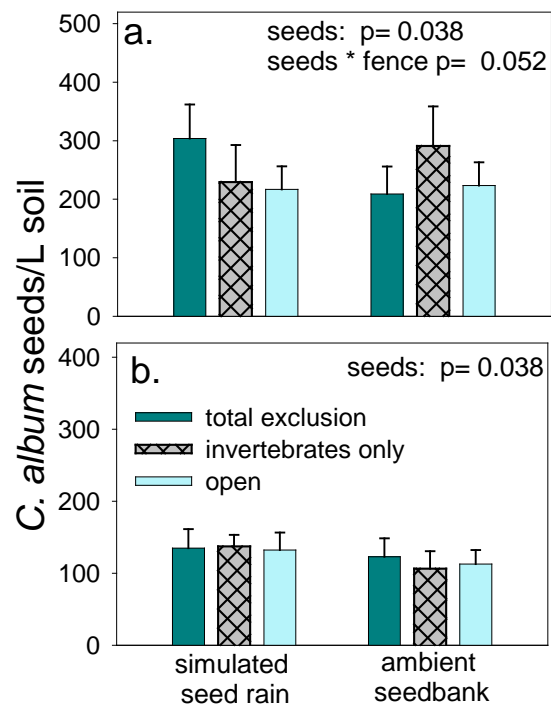 500
a.
seeds: p= 0.038
seeds * fence p= 0.052
400
300
200
100
0
C. album seeds/L soil
400
b.
seeds: p= 0.038
300
total exclusion
invertebrates only
open
200
100
0
simulated
seed rain
ambient
seedbank